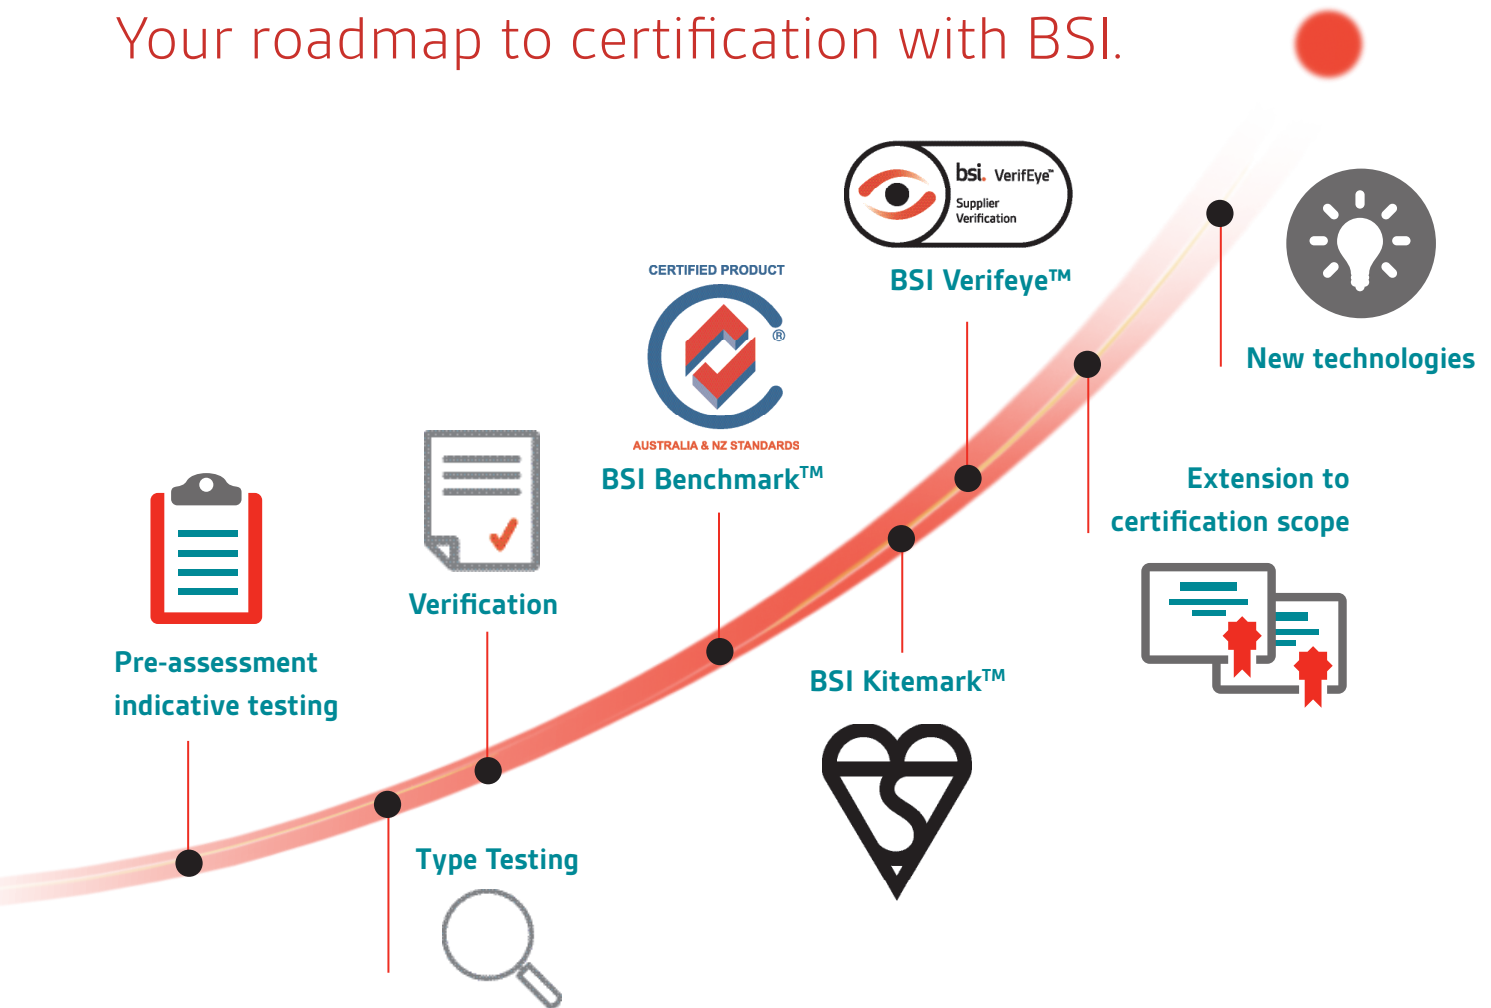 Your roadmap to certification with BSI.
bsi. VerifEye™
Supplier
Verification
BSI Verifeye™
CERTIFIED PRODUCT
®
AUSTRALIA & NZ STANDARDS
BSI Benchmark™
New technologies
Extension to
certification scope
Verification
Pre-assessment
indicative testing
BSI Kitemark™
Type Testing